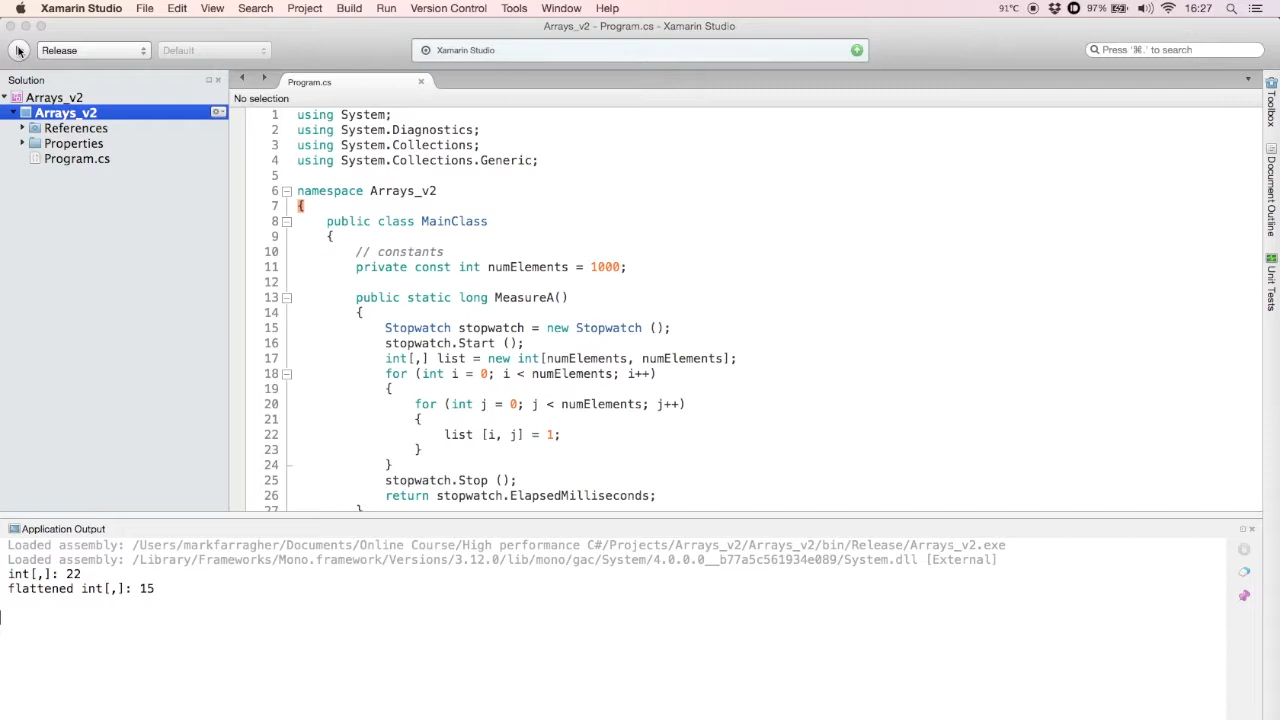 Xamarin Studio File Edit View Search Project Build Run Version Control Tools Window Help 91°C 97% 16:27
Arrays_v2 - Program.cs - Xamarin Studio
Release Default Xamarin Studio Press '⌘.' to search
Solution
Arrays_v2
Arrays_v2
References
Properties
Program.cs
Program.cs
No selection
1 using System;
2 using System.Diagnostics;
3 using System.Collections;
4 using System.Collections.Generic;
5
6 namespace Arrays_v2
7 {
8 public class MainClass
9 {
10 // constants
11 private const int numElements = 1000;
12
13 public static long MeasureA()
14 {
15 Stopwatch stopwatch = new Stopwatch ();
16 stopwatch.Start ();
17 int[,] list = new int[numElements, numElements];
18 for (int i = 0; i < numElements; i++)
19 {
20 for (int j = 0; j < numElements; j++)
21 {
22 list [i, j] = 1;
23 }
24 }
25 stopwatch.Stop ();
26 return stopwatch.ElapsedMilliseconds;
27 }
Toolbox
Document Outline
Unit Tests
Application Output
Loaded assembly: /Users/markfarragher/Documents/Online Course/High performance C#/Projects/Arrays_v2/Arrays_v2/bin/Release/Arrays_v2.exe
Loaded assembly: /Library/Frameworks/Mono.framework/Versions/3.12.0/lib/mono/gac/System/4.0.0.0__b77a5c561934e089/System.dll [External]
int[,]: 22
flattened int[,]: 15